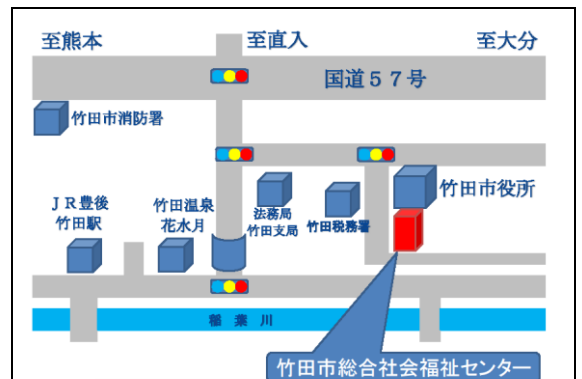 至熊本
至直入
至大分
国道５７号
竹田市消防署
ＪＲ豊後
竹田駅
竹田温泉
花水月
法務局
竹田支局
竹田税務署
竹田市役所
稲葉川
竹田市総合社会福祉センター